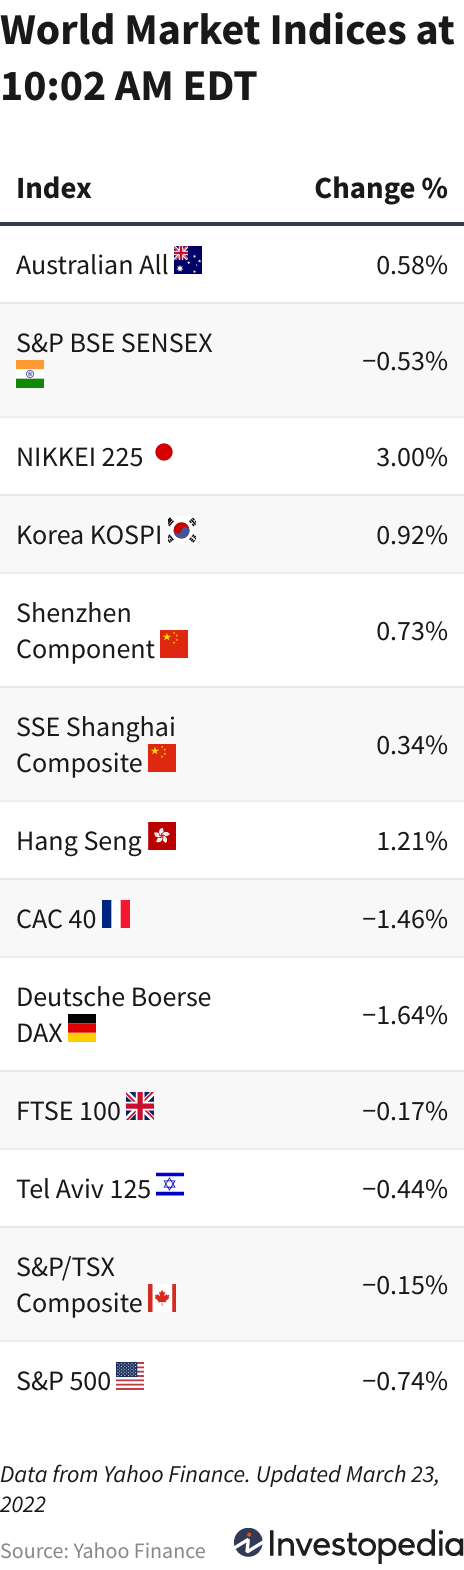 World Market Indices at
10:02 AM EDT
Index Change %
Australian All 0.58%
S&P BSE SENSEX −0.53%
NIKKEI 225 3.00%
Korea KOSPI 0.92%
Shenzhen
Component 0.73%
SSE Shanghai
Composite 0.34%
Hang Seng 1.21%
CAC 40 −1.46%
Deutsche Boerse
DAX −1.64%
FTSE 100 −0.17%
Tel Aviv 125 −0.44%
S&P/TSX
Composite −0.15%
S&P 500 −0.74%
Data from Yahoo Finance. Updated March 23,
2022
Source: Yahoo Finance Investopedia